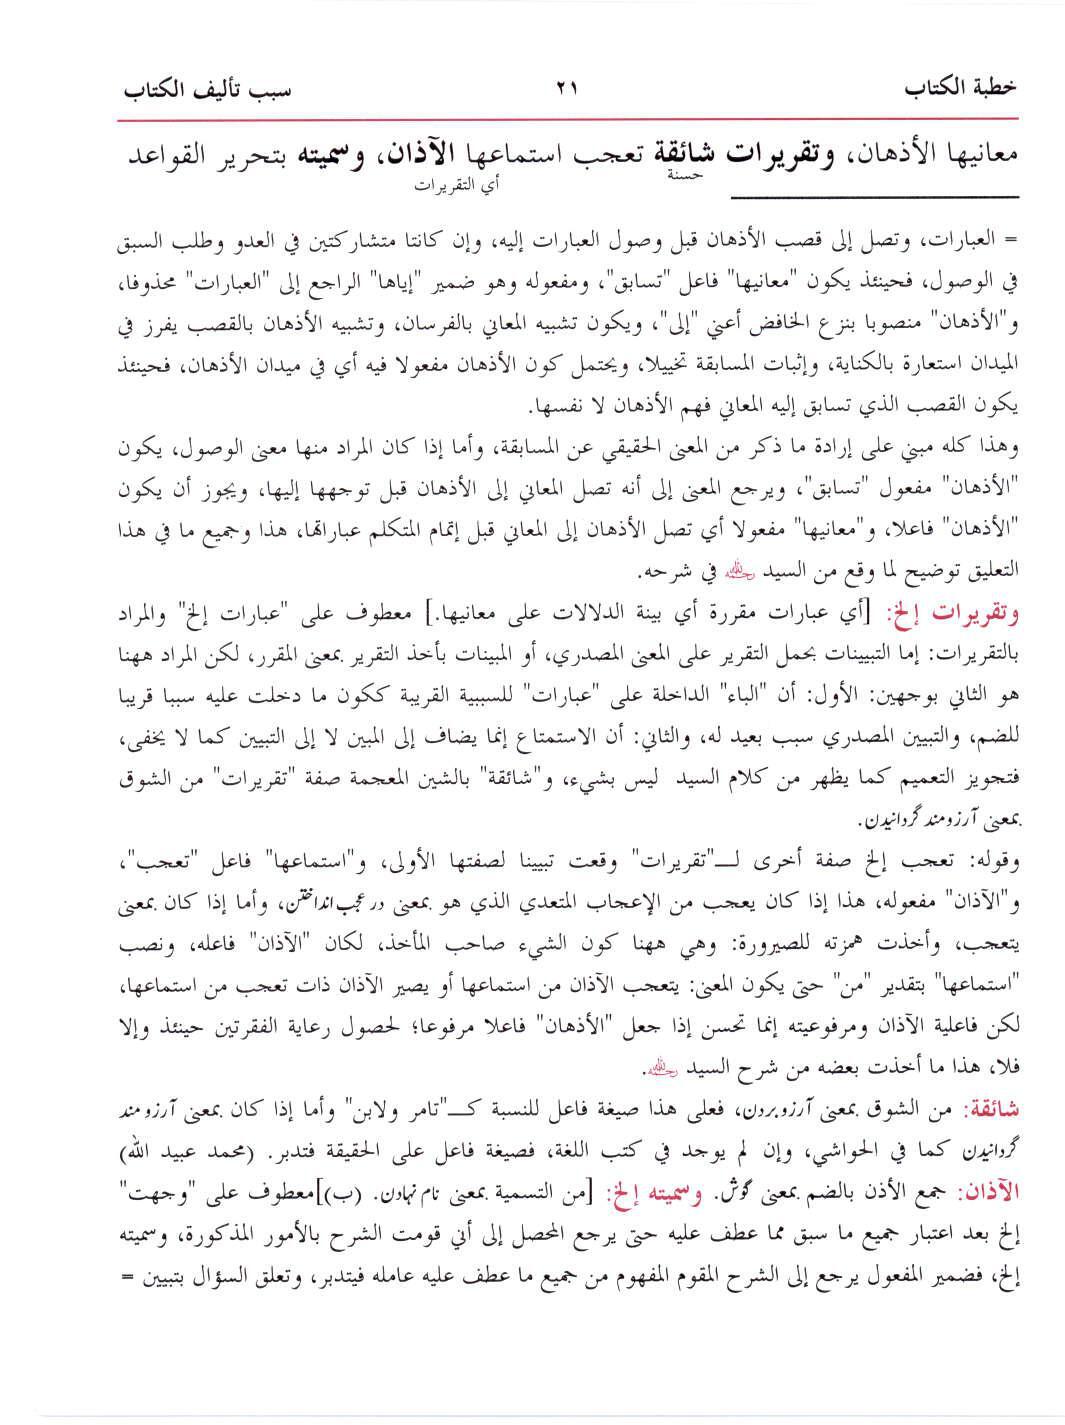 خطبة الكتاب ٢١ سبب تأليف الكتاب
معانيها الأذهان، وتقريرات شائقة تعجب استماعها الآذان، وسميته بتحرير القواعد
حسنة
أي التقريرات
= العبارات، وتصل إلى قصب الأذهان قبل وصول العبارات إليه، وإن كانتا متشاركتين في العدو وطلب السبق
في الوصول، فحينئذ يكون "معانيها" فاعل "تسابق"، ومفعوله وهو ضمير "إياها" الراجع إلى "العبارات" محذوفا،
و"الأذهان" منصوبا بنزع الخافض أعني "إلى"، ويكون تشبيه المعاني بالفرسان، وتشبيه الأذهان بالقصب يفرز في
الميدان استعارة بالكناية، وإثبات المسابقة تخييلا، ويحتمل كون الأذهان مفعولا فيه أي في ميدان الأذهان، فحينئذ
يكون القصب الذي تسابق إليه المعاني فهم الأذهان لا نفسها.
وهذا كله مبني على إرادة ما ذكر من المعنى الحقيقي عن المسابقة، وأما إذا كان المراد منها معنى الوصول، يكون
"الأذهان" مفعول "تسابق"، ويرجع المعنى إلى أنه تصل المعاني إلى الأذهان قبل توجهها إليها، ويجوز أن يكون
"الأذهان" فاعلا، و"معانيها" مفعولا أي تصل الأذهان إلى المعاني قبل إتمام المتكلم عباراتها، هذا وجميع ما في هذا
التعليق توضيح لما وقع من السيد رحمه الله في شرحه.
وتقريرات إلخ: [أي عبارات مقررة أي بينة الدلالات على معانيها.] معطوف على "عبارات إلخ" والمراد
بالتقريرات: إما التبيينات بحمل التقرير على المعنى المصدري، أو المبينات بأخذ التقرير بمعنى المقرر، لكن المراد ههنا
هو الثاني بوجهين: الأول: أن "الباء" الداخلة على "عبارات" للسببية القريبة ككون ما دخلت عليه سببا قريبا
للضم، والتبيين المصدري سبب بعيد له، والثاني: أن الاستمتاع إنما يضاف إلى المبين لا إلى التبيين كما لا يخفى،
فتجويز التعميم كما يظهر من كلام السيد ليس بشيء، و"شائقة" بالشين المعجمة صفة "تقريرات" من الشوق
بمعنى آرزومند گردانیدن.
وقوله: تعجب إلخ صفة أخرى لـ"تقريرات" وقعت تبيينا لصفتها الأولى، و"استماعها" فاعل "تعجب"،
و"الآذان" مفعوله، هذا إذا كان يعجب من الإعجاب المتعدي الذي هو بمعنى در عجب انداختن، وأما إذا كان بمعنى
يتعجب، وأخذت همزته للصيرورة: وهي ههنا كون الشيء صاحب المأخذ، لكان "الآذان" فاعله، ونصب
"استماعها" بتقدير "من" حتى يكون المعنى: يتعجب الآذان من استماعها أو يصير الآذان ذات تعجب من استماعها،
لكن فاعلية الآذان ومرفوعيته إنما تحسن إذا جعل "الأذهان" فاعلا مرفوعا؛ لحصول رعاية الفقرتين حينئذ وإلا
فلا، هذا ما أخذت بعضه من شرح السيد رحمه الله.
شائقة: من الشوق بمعنى آرزو بردن، فعلى هذا صيغة فاعل للنسبة كـ"تامر ولابن" وأما إذا كان بمعنى آرزو مند
گردانیدن كما في الحواشي، وإن لم يوجد في كتب اللغة، فصيغة فاعل على الحقيقة فتدبر. (محمد عبيد الله)
الآذان: جمع الأذن بالضم بمعنى گوش. وسميته إلخ: [من التسمية بمعنى نام نهادن. (ب)] معطوف على "وجهت"
إلخ بعد اعتبار جميع ما سبق مما عطف عليه حتى يرجع المحصل إلى أني قومت الشرح بالأمور المذكورة، وسميته
إلخ، فضمير المفعول يرجع إلى الشرح المقوم المفهوم من جميع ما عطف عليه عامله فيتدبر، وتعلق السؤال بتبيين =